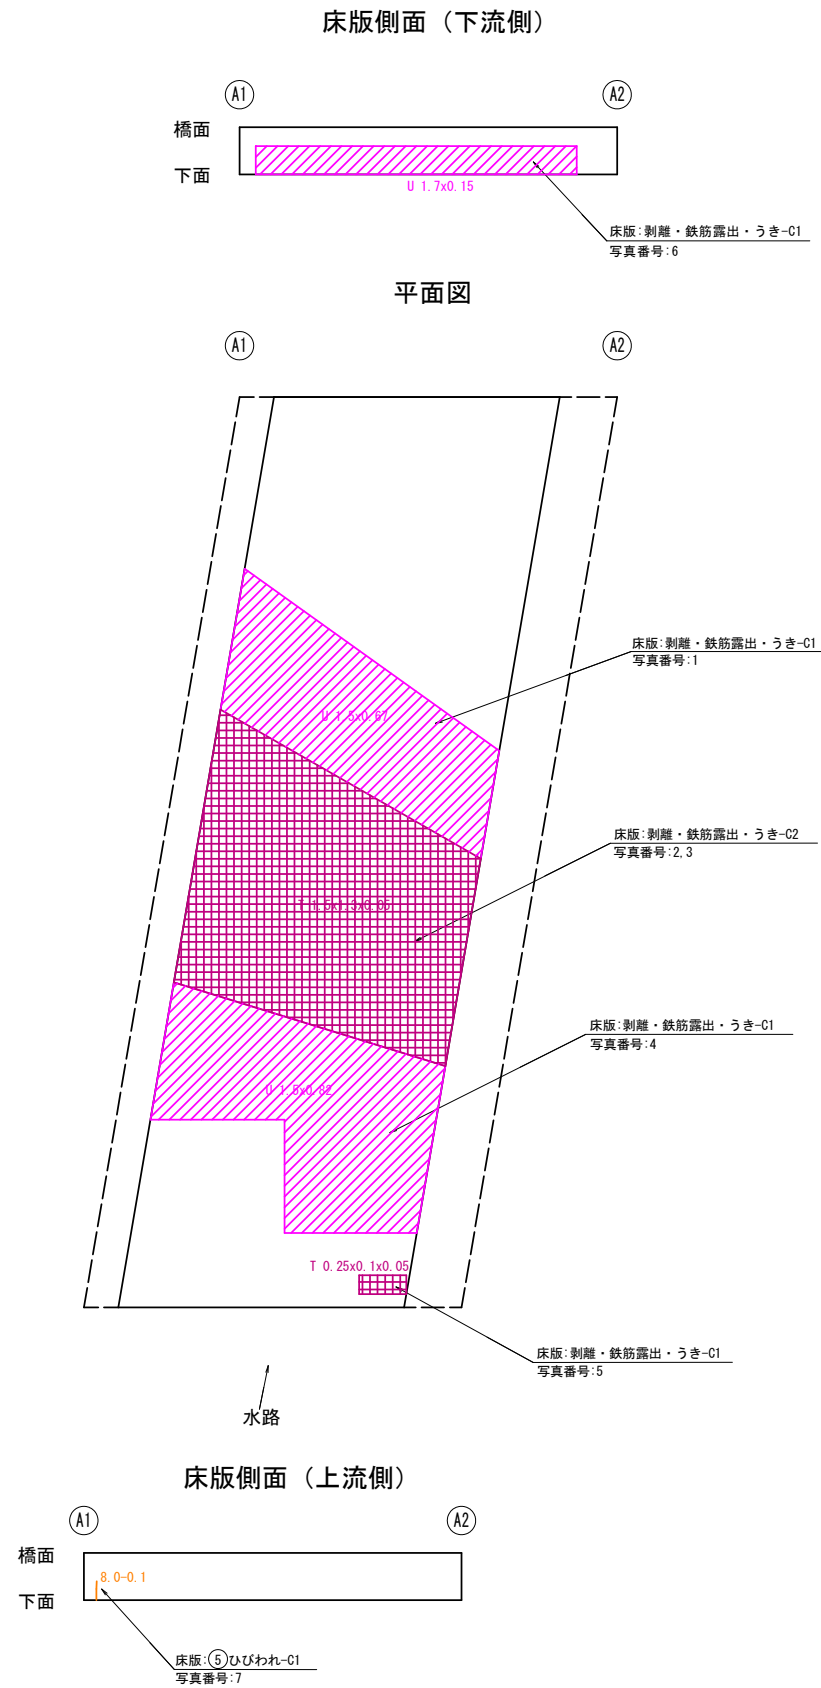 床版側面（下流側）
A1
A2
橋面
下面
U 1.7x0.15
床版:剥離・鉄筋露出・うき-C1
写真番号:6
平面図
A1
A2
床版:剥離・鉄筋露出・うき-C1
写真番号:1
U 1.5x0.67
床版:剥離・鉄筋露出・うき-C2
写真番号:2,3
T 1.5x1.3x0.05
床版:剥離・鉄筋露出・うき-C1
写真番号:4
U 1.5x0.82
T 0.25x0.1x0.05
床版:剥離・鉄筋露出・うき-C1
写真番号:5
水路
床版側面（上流側）
A1
A2
橋面
8.0-0.1
下面
床版:⑤ひびわれ-C1
写真番号:7